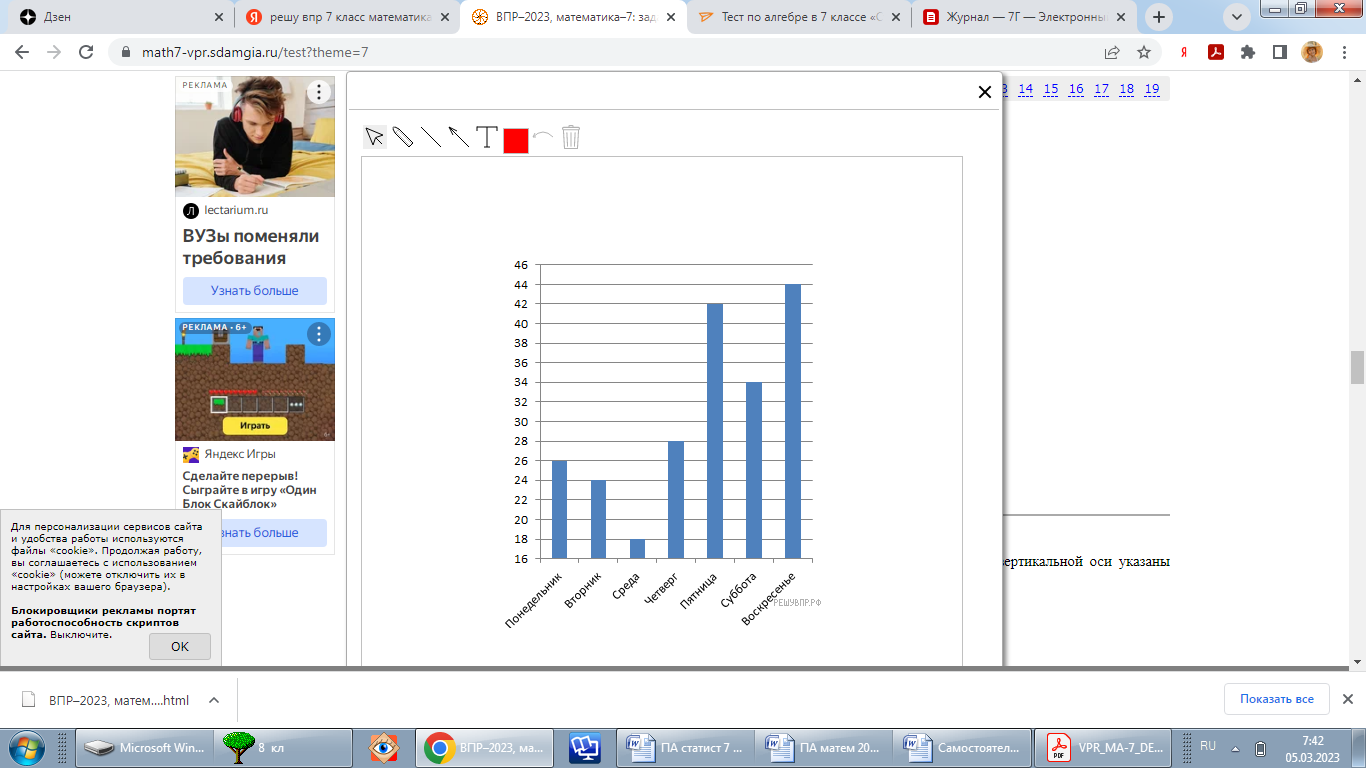 Дзен
решу впр 7 класс математика
ВПР–2023, математика–7: зад
Тест по алгебре в 7 классе «С
Журнал — 7Г — Электронны
math7-vpr.sdamgia.ru/test?theme=7
Я
РЕКЛАМА
3 14 15 16 17 18 19
T
Л lectarium.ru
ВУЗы поменяли
требования
Узнать больше
РЕКЛАМА • 6+
Играть
Яндекс Игры
Сделайте перерыв!
Сыграйте в игру «Один
Блок Скайблок»
знать больше
46
44
42
40
38
36
34
32
30
28
26
24
22
20
18
16
Понедельник
Вторник
Среда
Четверг
Пятница
Суббота
Воскресенье
РЕШУВПР.РФ
ертикальной оси указаны
Для персонализации сервисов сайта
и удобства работы используются
файлы «cookie». Продолжая работу,
вы соглашаетесь с использованием
«cookie» (можете отключить их в
настройках вашего браузера).
Блокировщики рекламы портят
работоспособность скриптов
сайта. Выключите.
OK
ВПР–2023, матем....html
Показать все
Microsoft Win...
8 кл
ВПР–2023, ма...
ПА статист 7 ...
ПА матем 20...
Самостоятел...
VPR_MA-7_DE...
RU
7:42
05.03.2023